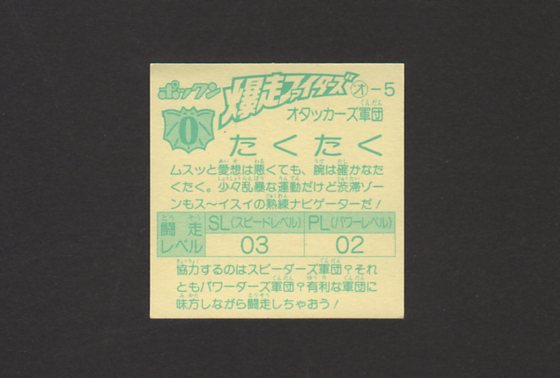 ポックン 爆走ファイターズ オ-5
オタッカーズ軍団
0
たくたく
ムスッと愛想は悪くても、腕は確かなた
くたく。少々乱暴な運動だけど渋滞ゾー
ンもス〜イスイの熟練ナビゲーターだ!
闘走レベル SL(スピードレベル) PL(パワーレベル)
03 02
協力するのはスピーダーズ軍団?それ
ともパワーダーズ軍団?有利な軍団に
味方しながら闘走しちゃおう!